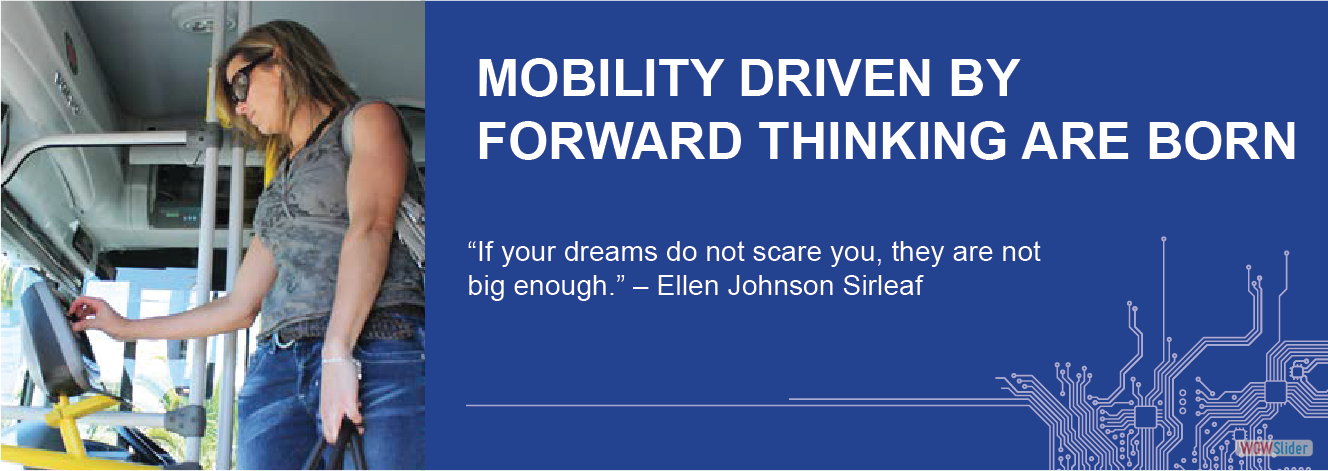 MOBILITY DRIVEN BY
FORWARD THINKING ARE BORN
“If your dreams do not scare you, they are not
big enough.” – Ellen Johnson Sirleaf
WOWSlider